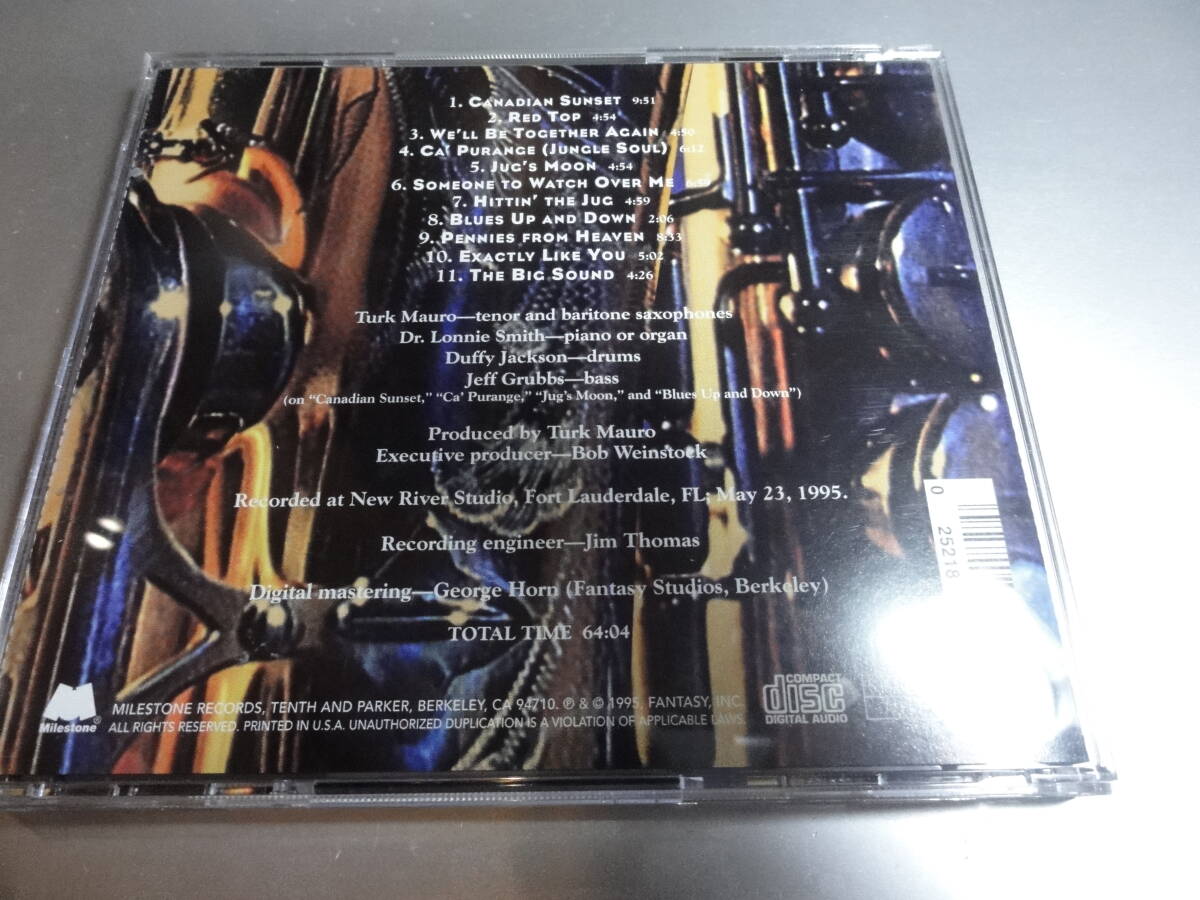 1. CANADIAN SUNSET 9:51
2. RED TOP 4:54
3. WE'LL BE TOGETHER AGAIN 4:50
4. CA' PURANGE (JUNGLE SOUL) 6:12
5. JUG'S MOON 4:54
6. SOMEONE TO WATCH OVER ME
7. HITTIN' THE JUG 4:59
8. BLUES UP AND DOWN 2:06
9. PENNIES FROM HEAVEN 8:33
10. EXACTLY LIKE YOU 5:02
11. THE BIG SOUND 4:26
Turk Mauro—tenor and baritone saxophones
Dr. Lonnie Smith—piano or organ
Duffy Jackson—drums
Jeff Grubbs—bass
(on "Canadian Sunset," "Ca' Purange," "Jug's Moon," and "Blues Up and Down")
Produced by Turk Mauro
Executive producer—Bob Weinstock
Recorded at New River Studio, Fort Lauderdale, FL; May 23, 1995.
Recording engineer—Jim Thomas
Digital mastering—George Horn (Fantasy Studios, Berkeley)
TOTAL TIME 64:04
0 25218
Milestone®
MILESTONE RECORDS, TENTH AND PARKER, BERKELEY, CA 94710. ℗ & © 1995, FANTASY, INC.
ALL RIGHTS RESERVED. PRINTED IN U.S.A. UNAUTHORIZED DUPLICATION IS A VIOLATION OF APPLICABLE LAWS.
COMPACT
disc
DIGITAL AUDIO